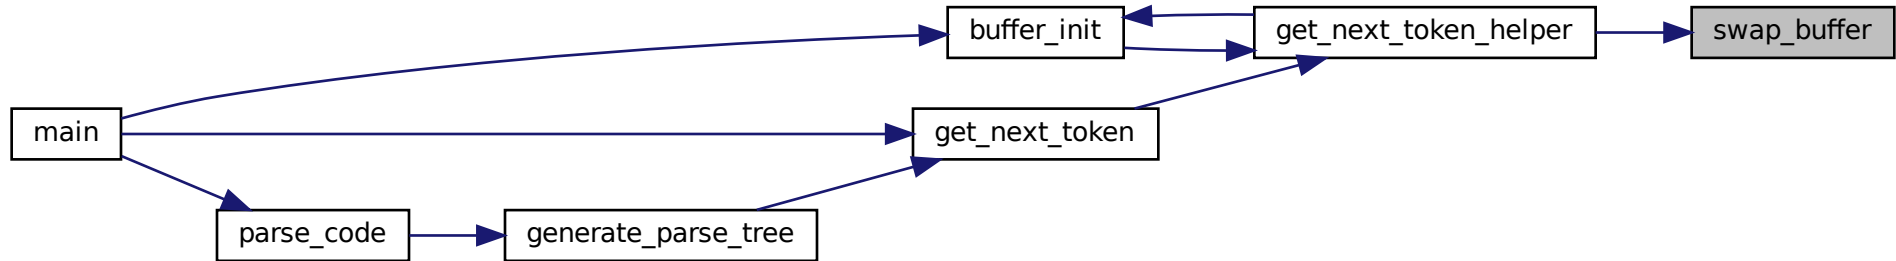 buffer_init
get_next_token_helper
swap_buffer
main
get_next_token
parse_code
generate_parse_tree